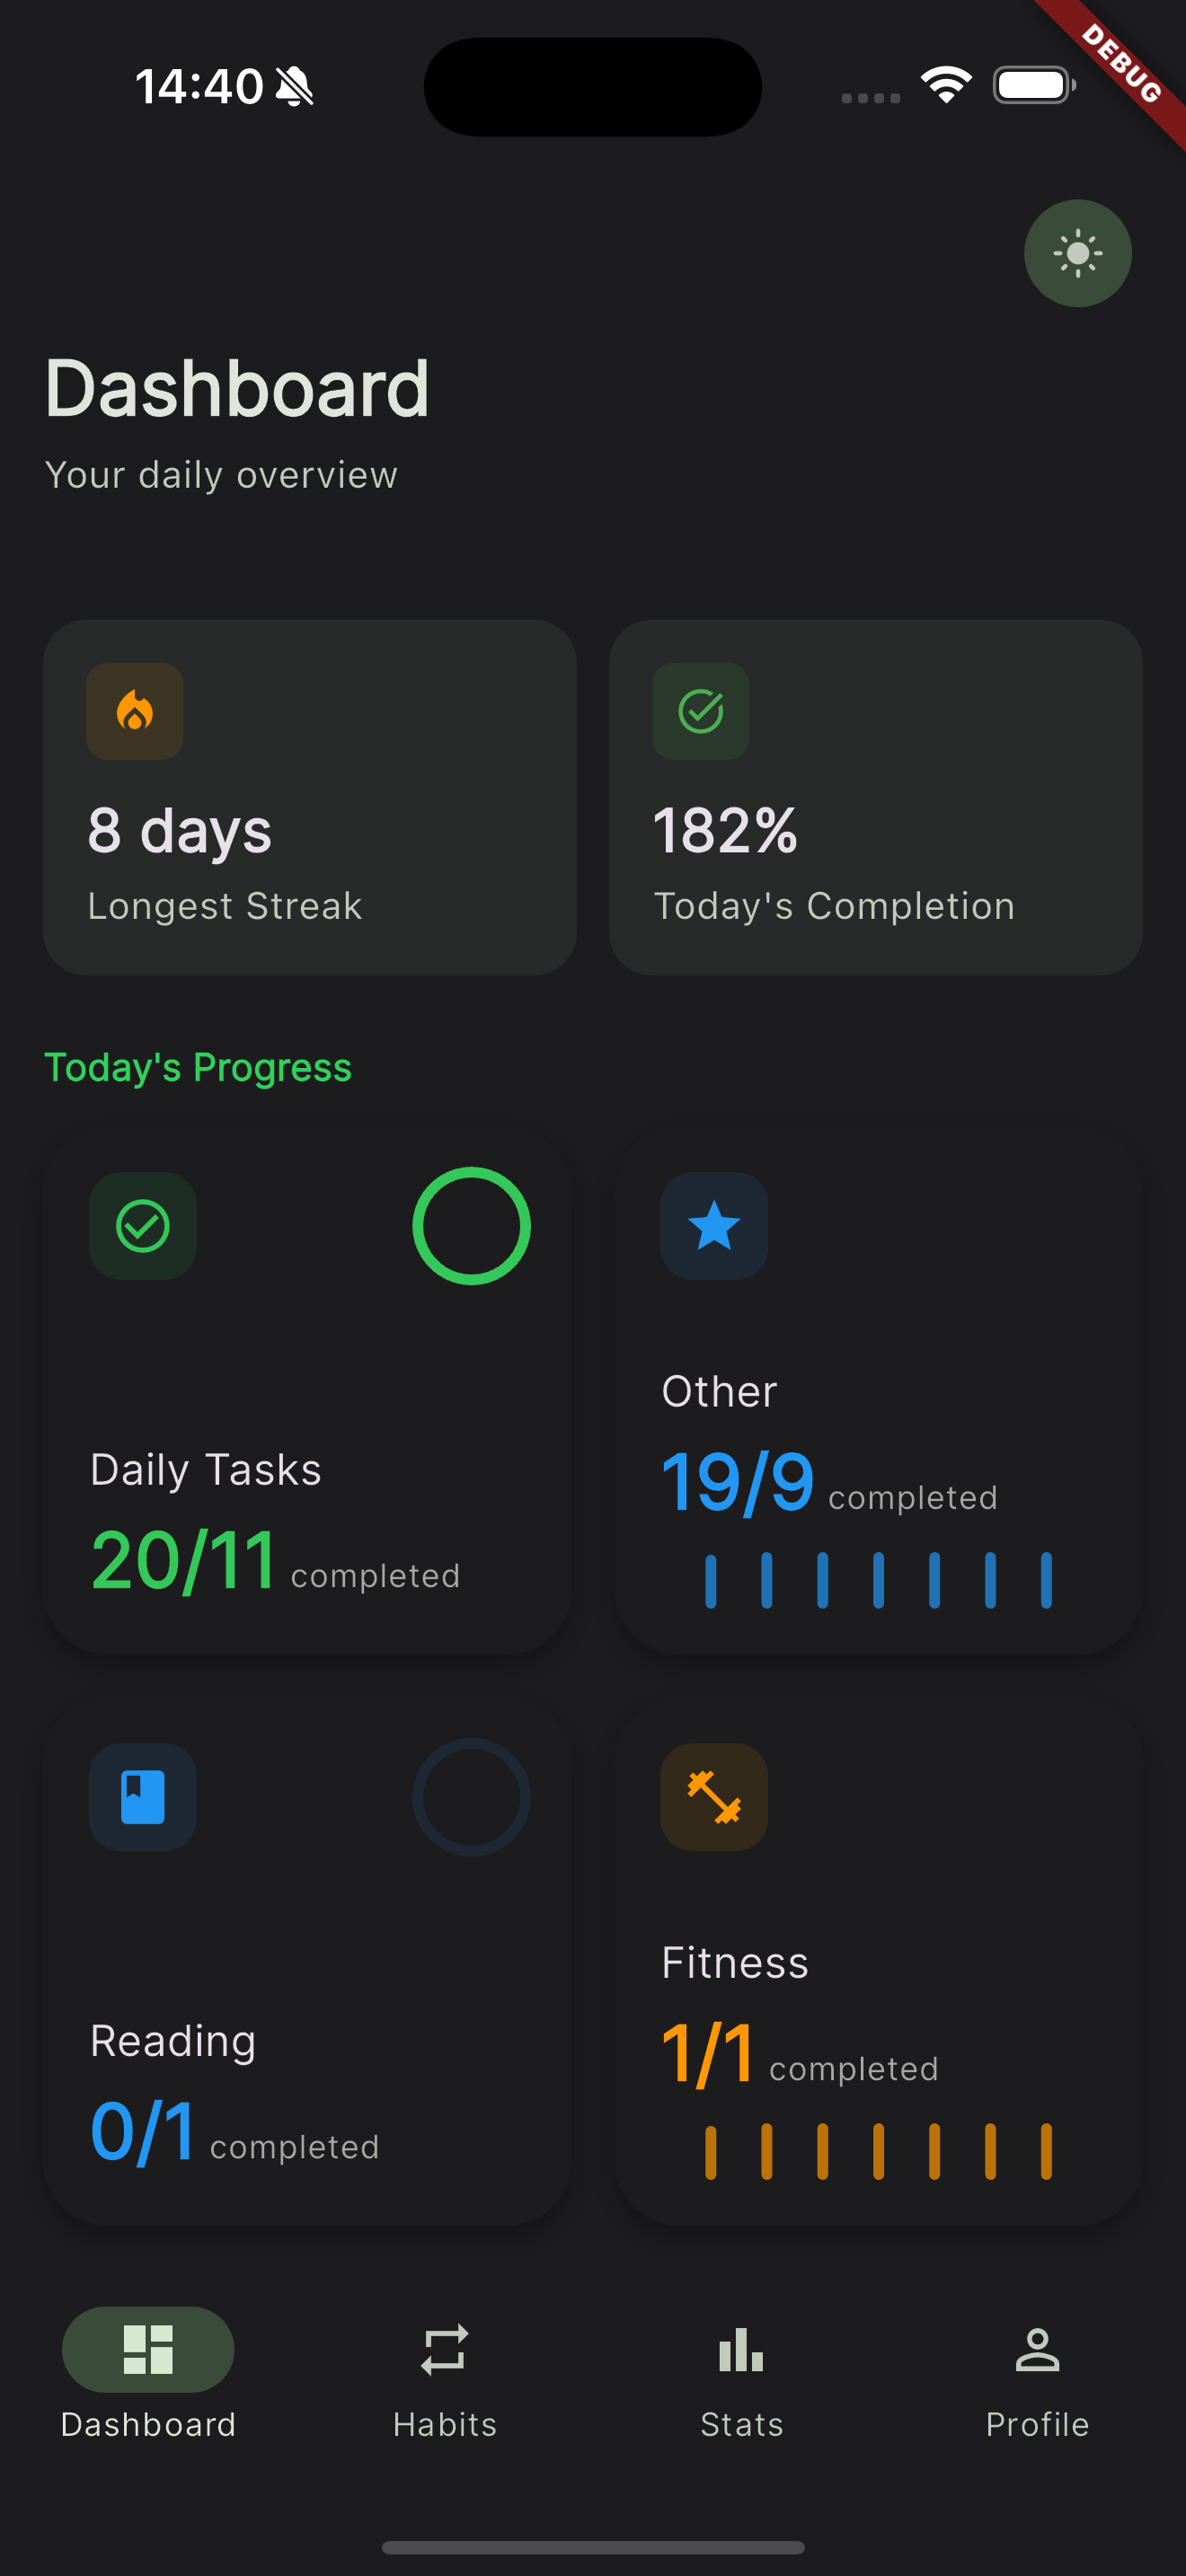 14:40
DEBUG
Dashboard
Your daily overview
8 days
Longest Streak
182%
Today's Completion
Today's Progress
Daily Tasks
20/11 completed
Other
19/9 completed
Reading
0/1 completed
Fitness
1/1 completed
Dashboard
Habits
Stats
Profile